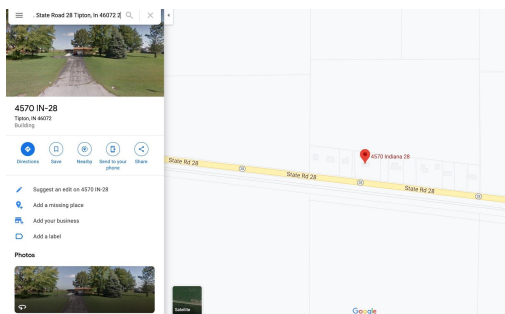 . State Road 28 Tipton, In 46072 2
4570 IN-28
Tipton, IN 46072
Building
Directions
Save
Nearby
Send to your
phone
Share
Suggest an edit on 4570 IN-28
Add a missing place
Add your business
Add a label
Photos
Satellite
4570 Indiana 28
State Rd 28
28
State Rd 28
28
State Rd 28
28
Google